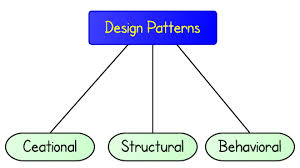 Design Patterns
Ceational
Structural
Behavioral